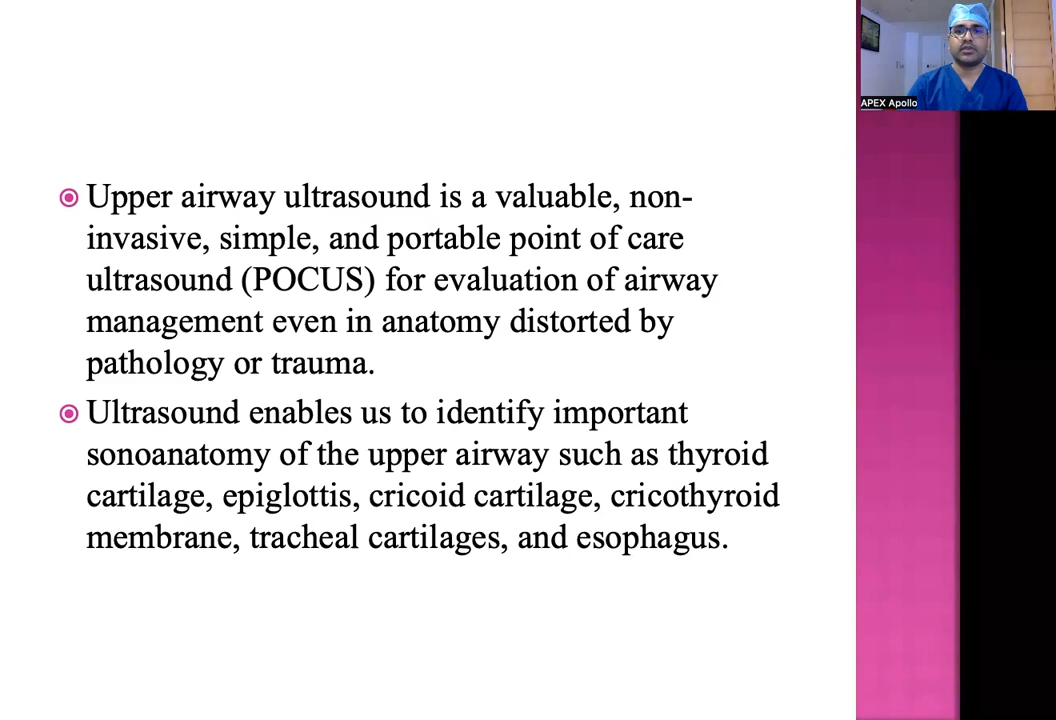 Upper airway ultrasound is a valuable, non-
invasive, simple, and portable point of care
ultrasound (POCUS) for evaluation of airway
management even in anatomy distorted by
pathology or trauma.
Ultrasound enables us to identify important
sonoanatomy of the upper airway such as thyroid
cartilage, epiglottis, cricoid cartilage, cricothyroid
membrane, tracheal cartilages, and esophagus.
APEX Apollo